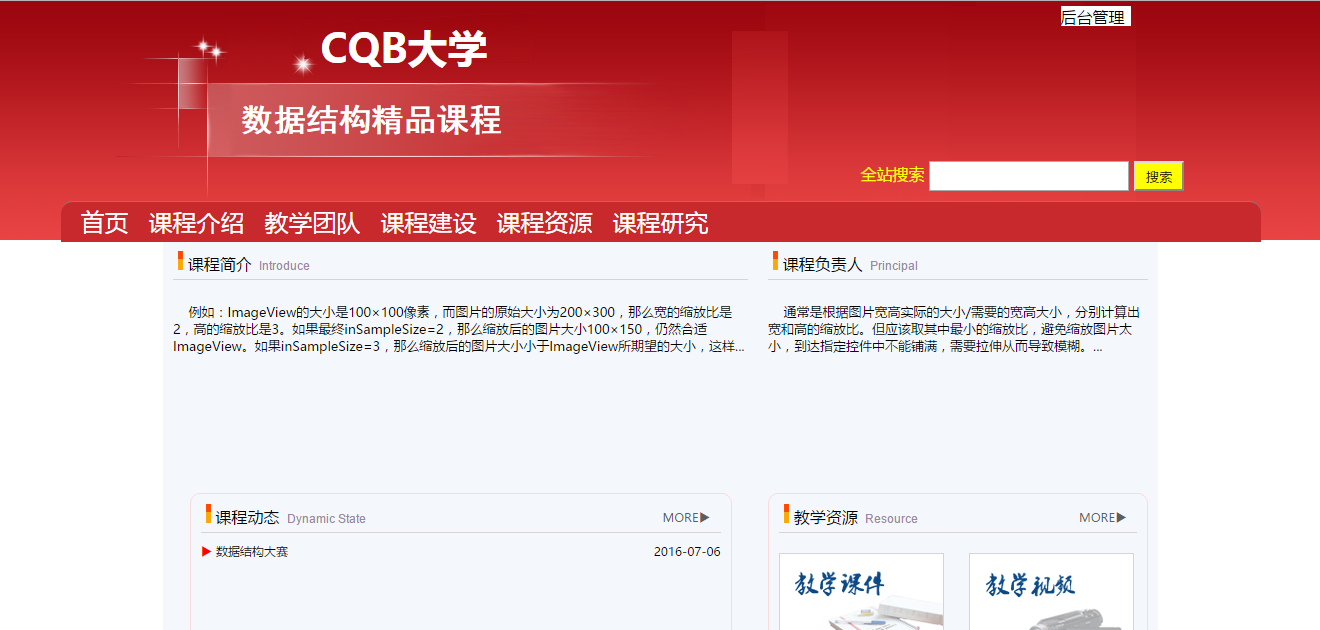 后台管理
CQB大学
数据结构精品课程
全站搜索 搜索
首页 课程介绍 教学团队 课程建设 课程资源 课程研究
课程简介 Introduce
例如：ImageView的大小是100×100像素，而图片的原始大小为200×300，那么宽的缩放比是
2，高的缩放比是3。如果最终inSampleSize=2，那么缩放后的图片大小100×150，仍然合适
ImageView。如果inSampleSize=3，那么缩放后的图片大小小于ImageView所期望的大小，这样...
课程负责人 Principal
通常是根据图片宽高实际的大小/需要的宽高大小，分别计算出
宽和高的缩放比。但应该取其中最小的缩放比，避免缩放图片太
小，到达指定控件中不能铺满，需要拉伸从而导致模糊。...
课程动态 Dynamic State MORE▶
▶ 数据结构大赛 2016-07-06
教学资源 Resource MORE▶
教学课件
教学视频